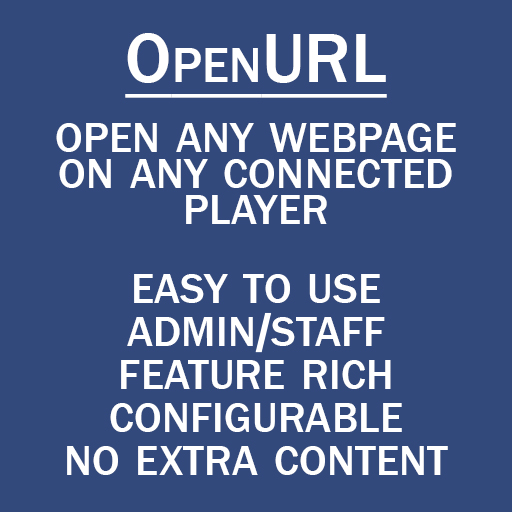 OpenURL
OPEN ANY WEBPAGE
ON ANY CONNECTED
PLAYER
EASY TO USE
ADMIN/STAFF
FEATURE RICH
CONFIGURABLE
NO EXTRA CONTENT